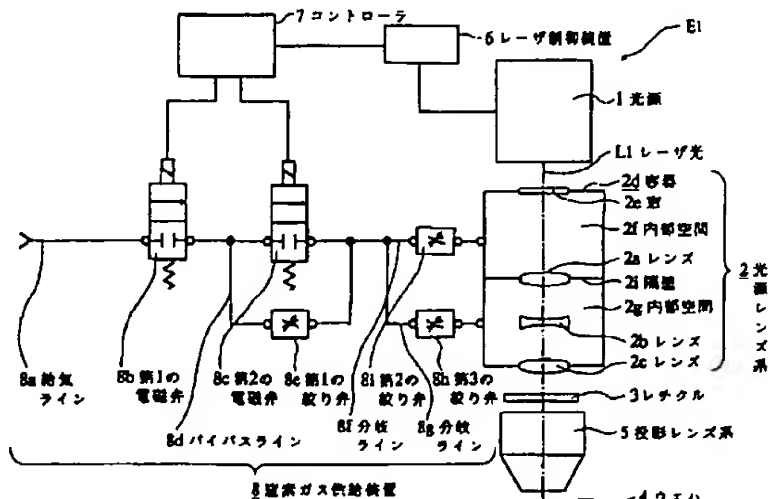 7 コントローラ
6 レーザ制御装置
E1
1 光源
L1 レーザ光
2d 容器
2e 窓
2f 内部空間
2a レンズ
2i 隔壁
2g 内部空間
2b レンズ
2c レンズ
2 光源レンズ系
3 レチクル
5 投影レンズ系
4 ウエハ
8a 給気ライン
8b 第1の電磁弁
8d バイパスライン
8c 第2の電磁弁
8e 第1の絞り弁
8f 分岐ライン
8i 第2の絞り弁
8g 分岐ライン
8h 第3の絞り弁
8 窒素ガス供給装置